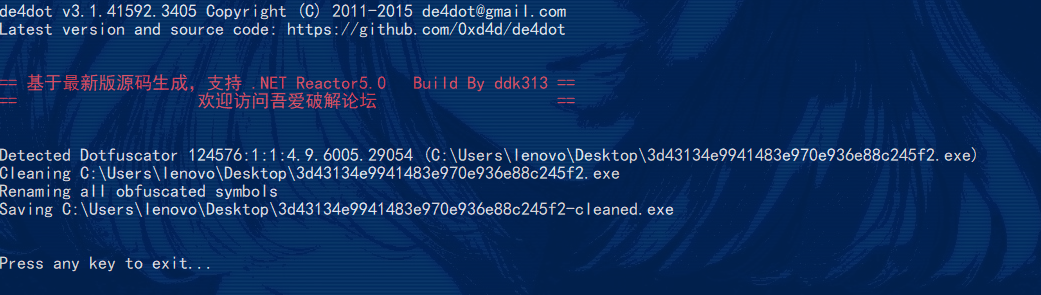 de4dot v3.1.41592.3405 Copyright (C) 2011-2015 de4dot@gmail.com
Latest version and source code: https://github.com/0xd4d/de4dot
== 基于最新版源码生成，支持 .NET Reactor5.0   Build By ddk313 ==
==                    欢迎访问吾爱破解论坛                    ==
Detected Dotfuscator 124576:1:1:4.9.6005.29054 (C:\Users\lenovo\Desktop\3d43134e9941483e970e936e88c245f2.exe)
Cleaning C:\Users\lenovo\Desktop\3d43134e9941483e970e936e88c245f2.exe
Renaming all obfuscated symbols
Saving C:\Users\lenovo\Desktop\3d43134e9941483e970e936e88c245f2-cleaned.exe
Press any key to exit...